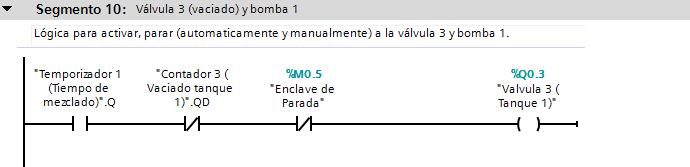 Segmento 10: Válvula 3 (vaciado) y bomba 1
Lógica para activar, parar (automaticamente y manualmente) a la válvula 3 y bomba 1.
"Temporizador 1
(Tiempo de
mezclado)".Q
"Contador 3 (
Vaciado tanque
1)".QD
%M0.5
"Enclave de
Parada"
%Q0.3
"Valvula 3 (
Tanque 1)"